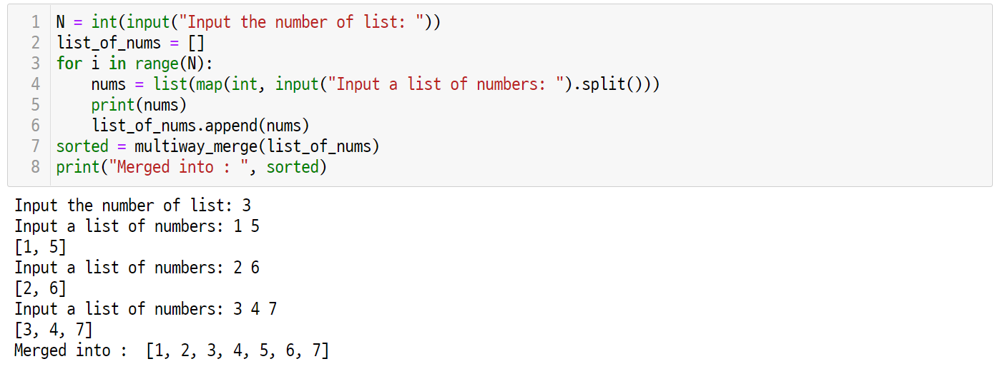 1 N = int(input("Input the number of list: "))
2 list_of_nums = []
3 for i in range(N):
4     nums = list(map(int, input("Input a list of numbers: ").split()))
5     print(nums)
6     list_of_nums.append(nums)
7 sorted = multiway_merge(list_of_nums)
8 print("Merged into : ", sorted)
Input the number of list: 3
Input a list of numbers: 1 5
[1, 5]
Input a list of numbers: 2 6
[2, 6]
Input a list of numbers: 3 4 7
[3, 4, 7]
Merged into :  [1, 2, 3, 4, 5, 6, 7]